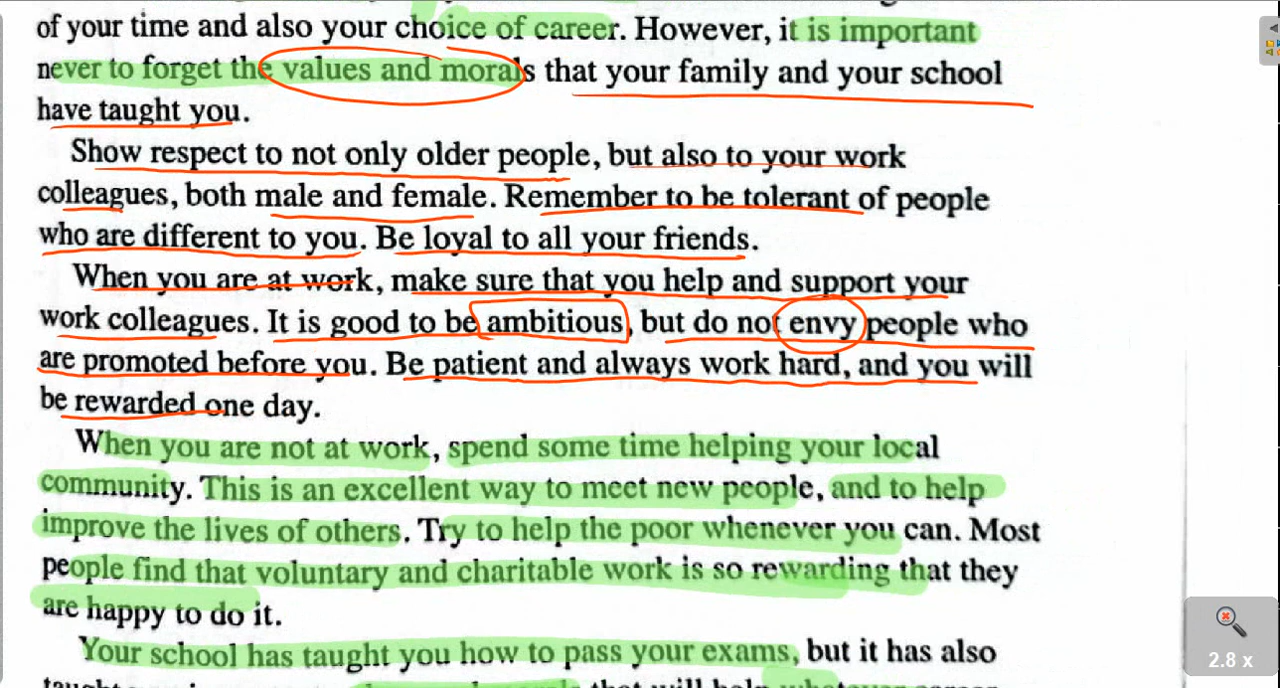 of your time and also your choice of career. However, it is important
never to forget the values and morals that your family and your school
have taught you.
Show respect to not only older people, but also to your work
colleagues, both male and female. Remember to be tolerant of people
who are different to you. Be loyal to all your friends.
When you are at work, make sure that you help and support your
work colleagues. It is good to be ambitious, but do not envy people who
are promoted before you. Be patient and always work hard, and you will
be rewarded one day.
When you are not at work, spend some time helping your local
community. This is an excellent way to meet new people, and to help
improve the lives of others. Try to help the poor whenever you can. Most
people find that voluntary and charitable work is so rewarding that they
are happy to do it.
Your school has taught you how to pass your exams, but it has also
that will help whatever career
2.8 x